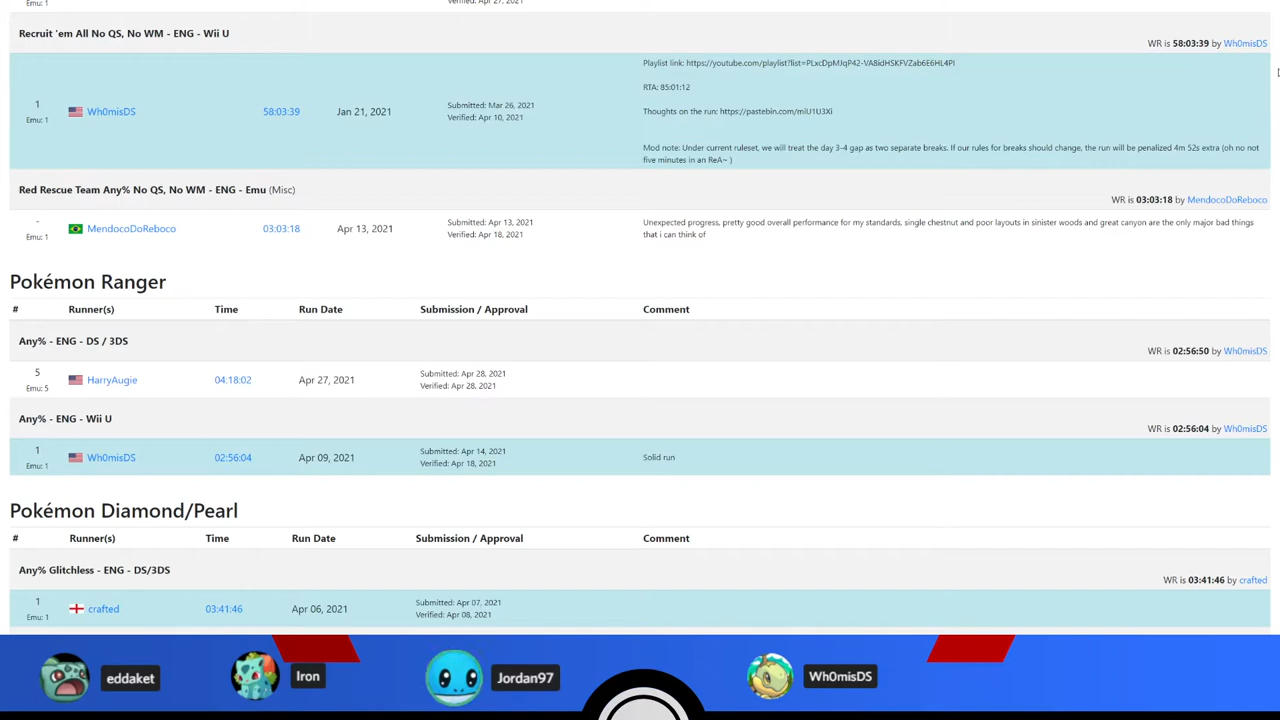 Emu: 1
Verified: Apr 27, 2021
Recruit 'em All No QS, No WM - ENG - Wii U
WR is 58:03:39 by Wh0misDS
1
Emu: 1
Wh0misDS
58:03:39
Jan 21, 2021
Submitted: Mar 26, 2021
Verified: Apr 10, 2021
Playlist link: https://youtube.com/playlist?list=PLxcDpMJqP42-VA8idHSKFVZab6E6HL4PI
RTA: 85:01:12
Thoughts on the run: https://pastebin.com/miU1U3Xi
Mod note: Under current ruleset, we will treat the day 3-4 gap as two separate breaks. If our rules for breaks should change, the run will be penalized 4m 52s extra (oh no not
five minutes in an ReA~ )
Red Rescue Team Any% No QS, No WM - ENG - Emu (Misc)
WR is 03:03:18 by MendocoDoReboco
-
Emu: 1
MendocoDoReboco
03:03:18
Apr 13, 2021
Submitted: Apr 13, 2021
Verified: Apr 18, 2021
Unexpected progress, pretty good overall performance for my standards, single chestnut and poor layouts in sinister woods and great canyon are the only major bad things
that i can think of
Pokémon Ranger
# Runner(s) Time Run Date Submission / Approval Comment
Any% - ENG - DS / 3DS
WR is 02:56:50 by Wh0misDS
5
Emu: 5
HarryAugie
04:18:02
Apr 27, 2021
Submitted: Apr 28, 2021
Verified: Apr 28, 2021
Any% - ENG - Wii U
WR is 02:56:04 by Wh0misDS
1
Emu: 1
Wh0misDS
02:56:04
Apr 09, 2021
Submitted: Apr 14, 2021
Verified: Apr 18, 2021
Solid run
Pokémon Diamond/Pearl
# Runner(s) Time Run Date Submission / Approval Comment
Any% Glitchless - ENG - DS/3DS
WR is 03:41:46 by crafted
1
Emu: 1
crafted
03:41:46
Apr 06, 2021
Submitted: Apr 07, 2021
Verified: Apr 08, 2021
eddaket
Iron
Jordan97
Wh0misDS